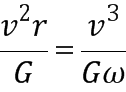 v²r/G = v³/Gω